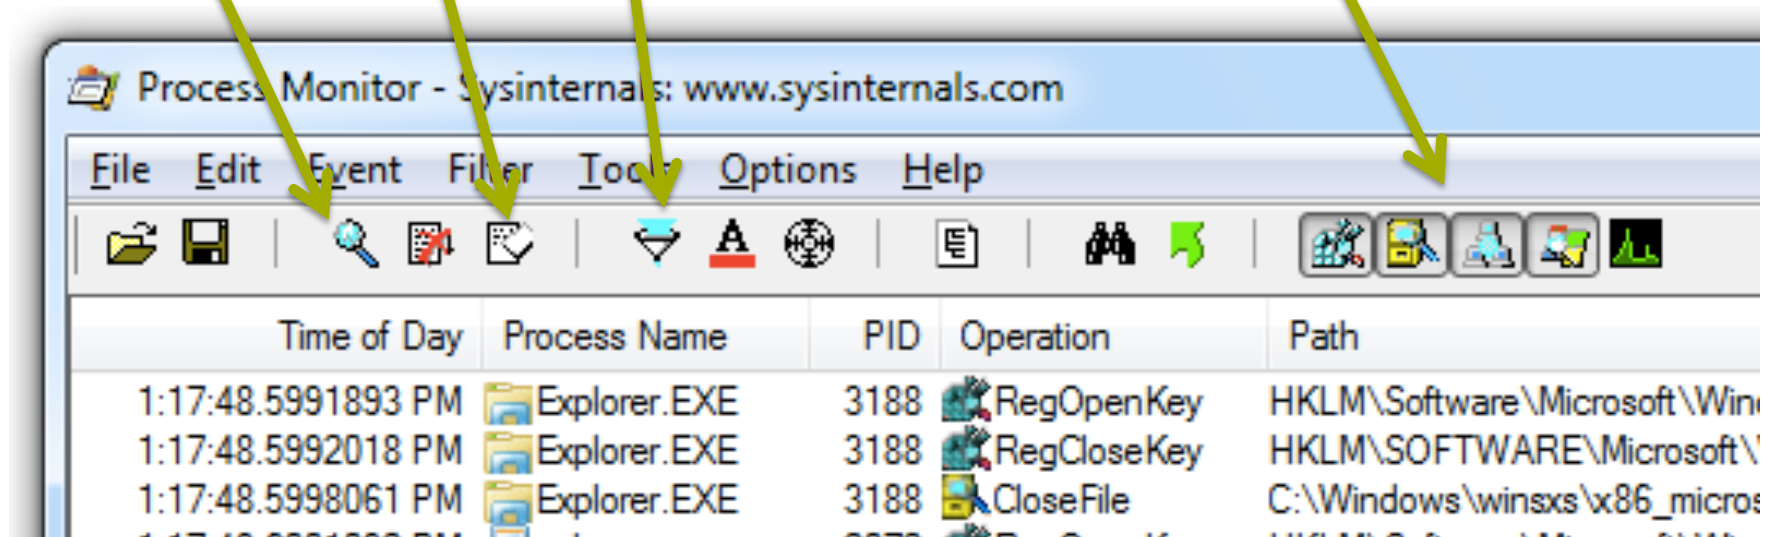 Process Monitor - Sysinternals: www.sysinternals.com
File Edit Event Filter Tools Options Help
A
Time of Day Process Name PID Operation Path
1:17:48.5991893 PM Explorer.EXE 3188 RegOpenKey HKLM\Software\Microsoft\Win
1:17:48.5992018 PM Explorer.EXE 3188 RegCloseKey HKLM\SOFTWARE\Microsoft\
1:17:48.5998061 PM Explorer.EXE 3188 CloseFile C:\Windows\winsxs\x86_micros